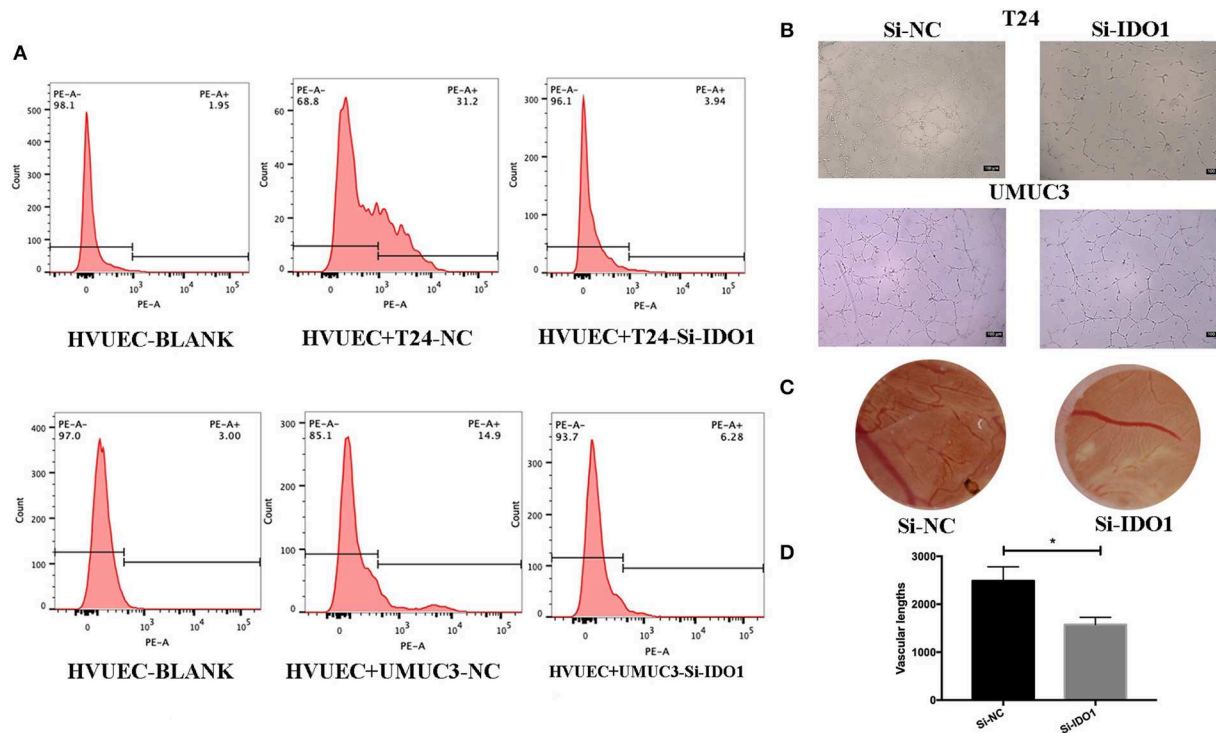 A
PE-A- PE-A+
98.1 1.95
500
400
300
200
100
0
Count
0 10³ 10⁴ 10⁵
PE-A
HVUEC-BLANK
PE-A- PE-A+
68.8 31.2
60
40
20
0
Count
0 10³ 10⁴ 10⁵
PE-A
HVUEC+T24-NC
PE-A- PE-A+
96.1 3.94
300
200
100
0
Count
0 10³ 10⁴ 10⁵
PE-A
HVUEC+T24-Si-IDO1
PE-A- PE-A+
97.0 3.00
400
300
200
100
0
Count
0 10³ 10⁴ 10⁵
PE-A
HVUEC-BLANK
PE-A- PE-A+
85.1 14.9
300
200
100
0
Count
0 10³ 10⁴ 10⁵
PE-A
HVUEC+UMUC3-NC
PE-A- PE-A+
93.7 6.28
300
200
100
0
Count
0 10³ 10⁴ 10⁵
PE-A
HVUEC+UMUC3-Si-IDO1
B
T24
Si-NC Si-IDO1
100 μm
100
UMUC3
100 μm
100 μm
C
Si-NC Si-IDO1
D
*
3000
2000
1000
0
Vascular lengths
Si-NC
Si-IDO1